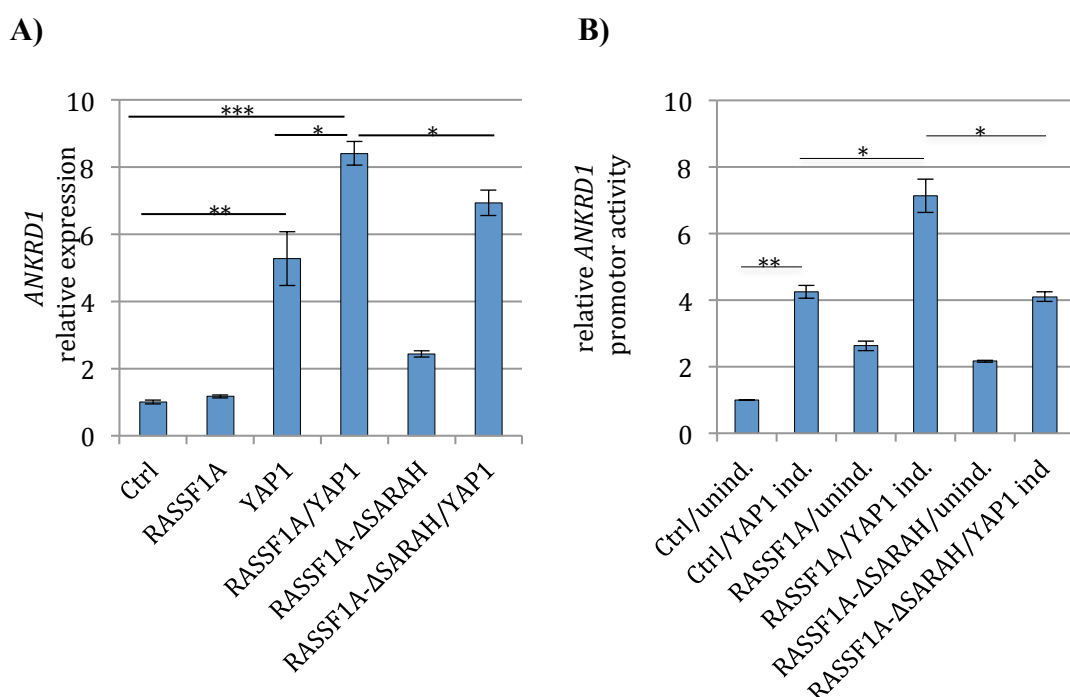 A)
ANKRD1
relative expression
10
8
6
4
2
0
***
*
*
**
Ctrl
RASSF1A
YAP1
RASSF1A/YAP1
RASSF1A-ΔSARAH
RASSF1A-ΔSARAH/YAP1
B)
relative ANKRD1
promotor activity
10
8
6
4
2
0
*
*
**
Ctrl/unind.
Ctrl/YAP1 ind.
RASSF1A/unind.
RASSF1A/YAP1 ind.
RASSF1A-ΔSARAH/unind.
RASSF1A-ΔSARAH/YAP1 ind